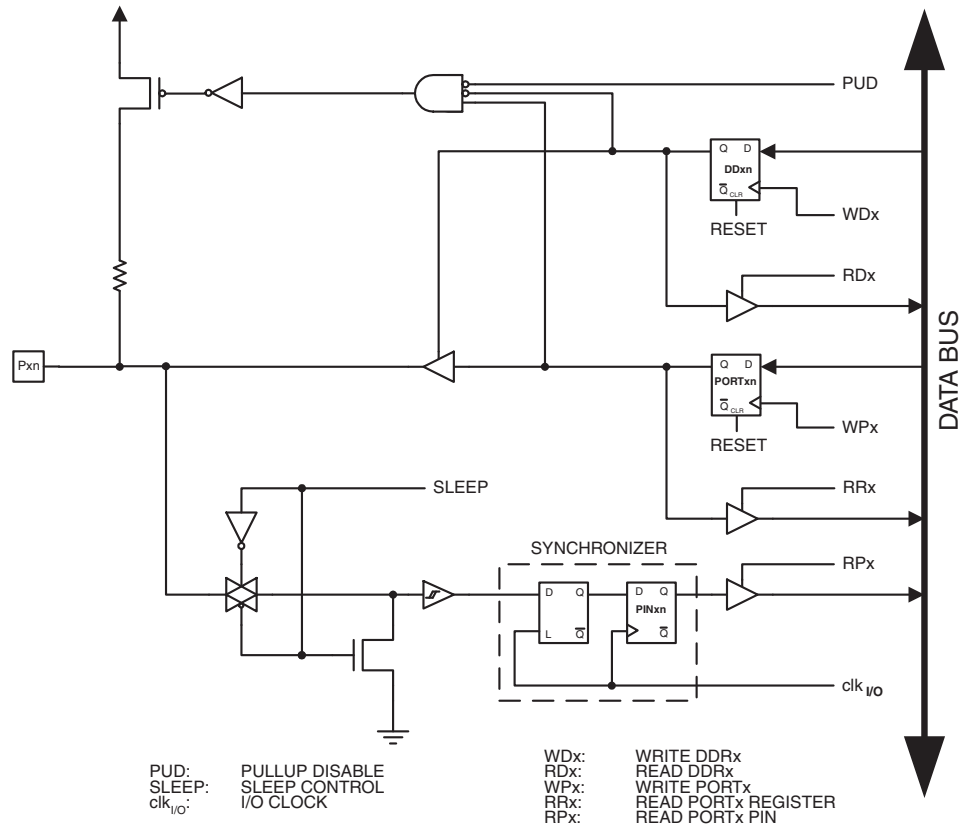 PUD
Q D
DDxn
Q CLR
WDx
RESET
RDx
DATA BUS
Pxn
Q D
PORTxn
Q CLR
WPx
RESET
SLEEP
RRx
SYNCHRONIZER
RPx
D Q
L Q
D Q
PINxn
Q
clk I/O
PUD: PULLUP DISABLE
SLEEP: SLEEP CONTROL
clkI/O: I/O CLOCK
WDx: WRITE DDRx
RDx: READ DDRx
WPx: WRITE PORTx
RRx: READ PORTx REGISTER
RPx: READ PORTx PIN